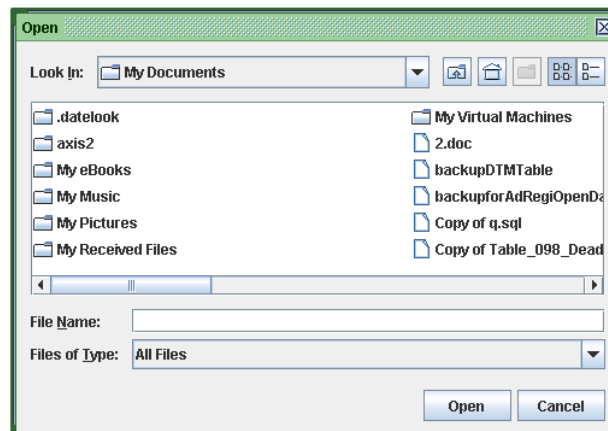 Open
Look In: My Documents
.datelook
axis2
My eBooks
My Music
My Pictures
My Received Files
My Virtual Machines
2.doc
backupDTMTable
backupforAdRegiOpenDa
Copy of q.sql
Copy of Table_098_Dead
File Name:
Files of Type: All Files
Open Cancel